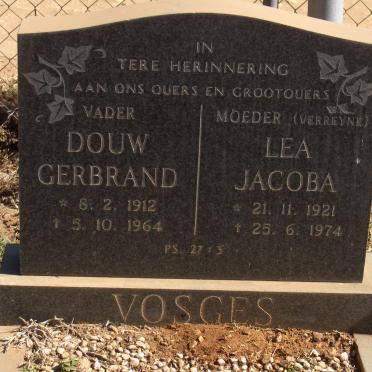 IN
TERE HERINNERING
AAN ONS OUERS EN GROOTOUERS
VADER
DOUW
GERBRAND
* 8. 2. 1912
† 5. 10. 1964
MOEDER (VERREYNE)
LEA
JACOBA
* 21. 11. 1921
† 25. 6. 1974
PS. 27 : 5
VOSGES